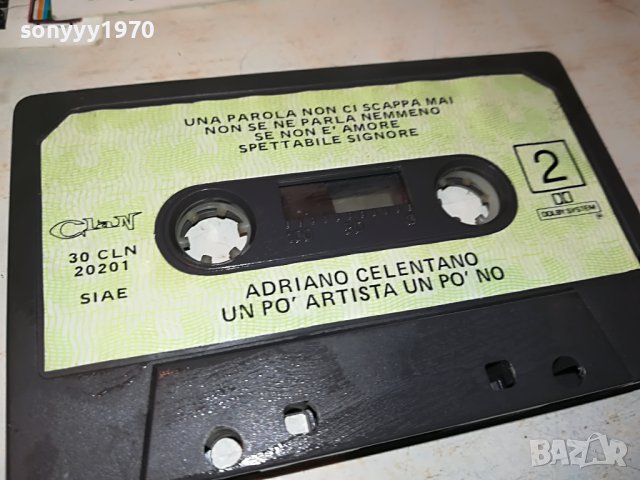 sonyyy1970
UNA PAROLA NON CI SCAPPA MAI
NON SE NE PARLA NEMMENO
SE NON E' AMORE
SPETTABILE SIGNORE
2
DOLBY SYSTEM
CLAN
30 CLN
20201
SIAE
ADRIANO CELENTANO
UN PO' ARTISTA UN PO' NO
BAZAR